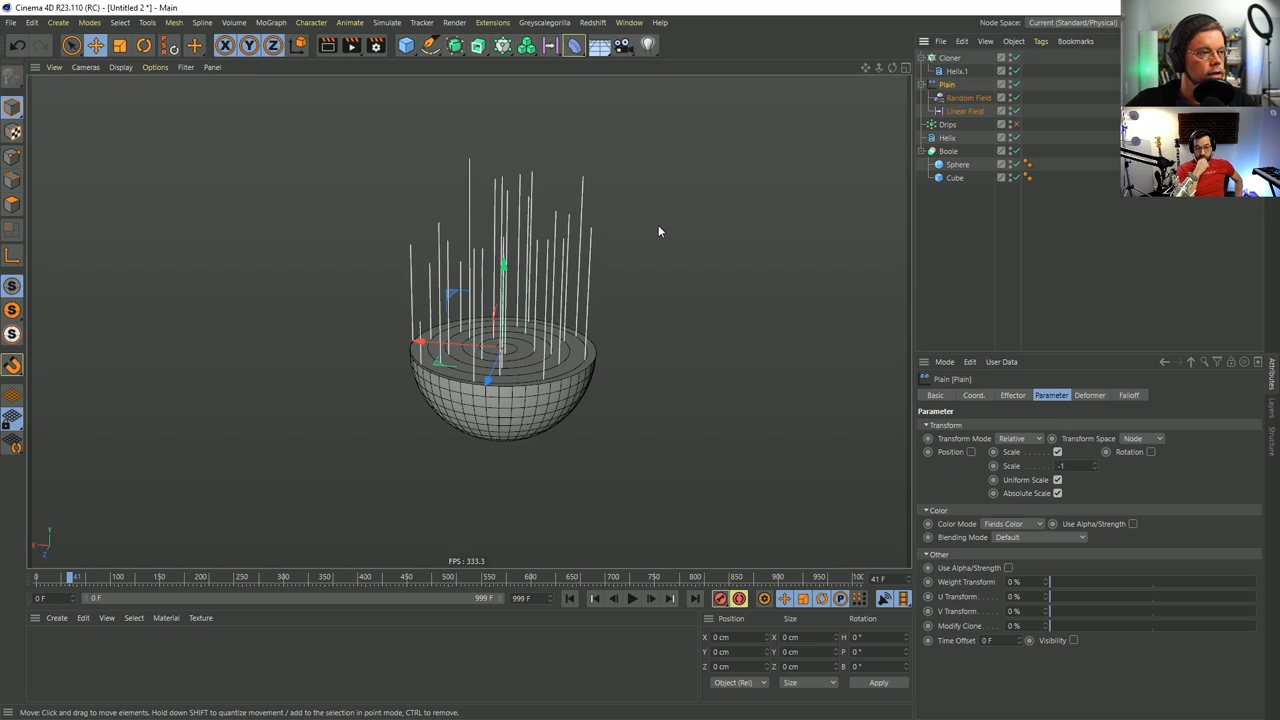 Cinema 4D R23.110 (RC) - [Untitled 2 *] - Main
File Edit Create Modes Select Tools Mesh Spline Volume MoGraph Character Animate Simulate Tracker Render Extensions Greyscalegorilla Redshift Window Help
Node Space: Current (Standard/Physical)
X Y Z
View Cameras Display Options Filter Panel
File Edit View Object Tags Bookmarks
Cloner
Helix.1
Plain
Random Field
Linear Field
Drips
Helix
Boole
Sphere
Cube
Mode Edit User Data
Plain [Plain]
Basic Coord. Effector Parameter Deformer Falloff
Parameter
Transform
Transform Mode Relative Transform Space Node
Position Scale Rotation
Scale -1
Uniform Scale
Absolute Scale
Color
Color Mode Fields Color Use Alpha/Strength
Blending Mode Default
Other
Use Alpha/Strength
Weight Transform 0 %
U Transform 0 %
V Transform 0 %
Modify Clone 0 %
Time Offset 0 F Visibility
Attributes
Layers
Structure
S
S
S
Y
X
Z
FPS : 333.3
0 41 100 150 200 250 300 350 400 450 500 550 600 650 700 750 800 850 900 950 100 41 F
0 F 0 F 999 F 999 F
Create Edit View Select Material Texture
Position Size Rotation
X 0 cm X 0 cm H 0 °
Y 0 cm Y 0 cm P 0 °
Z 0 cm Z 0 cm B 0 °
Object (Rel) Size Apply
Move: Click and drag to move elements. Hold down SHIFT to quantize movement / add to the selection in point mode, CTRL to remove.